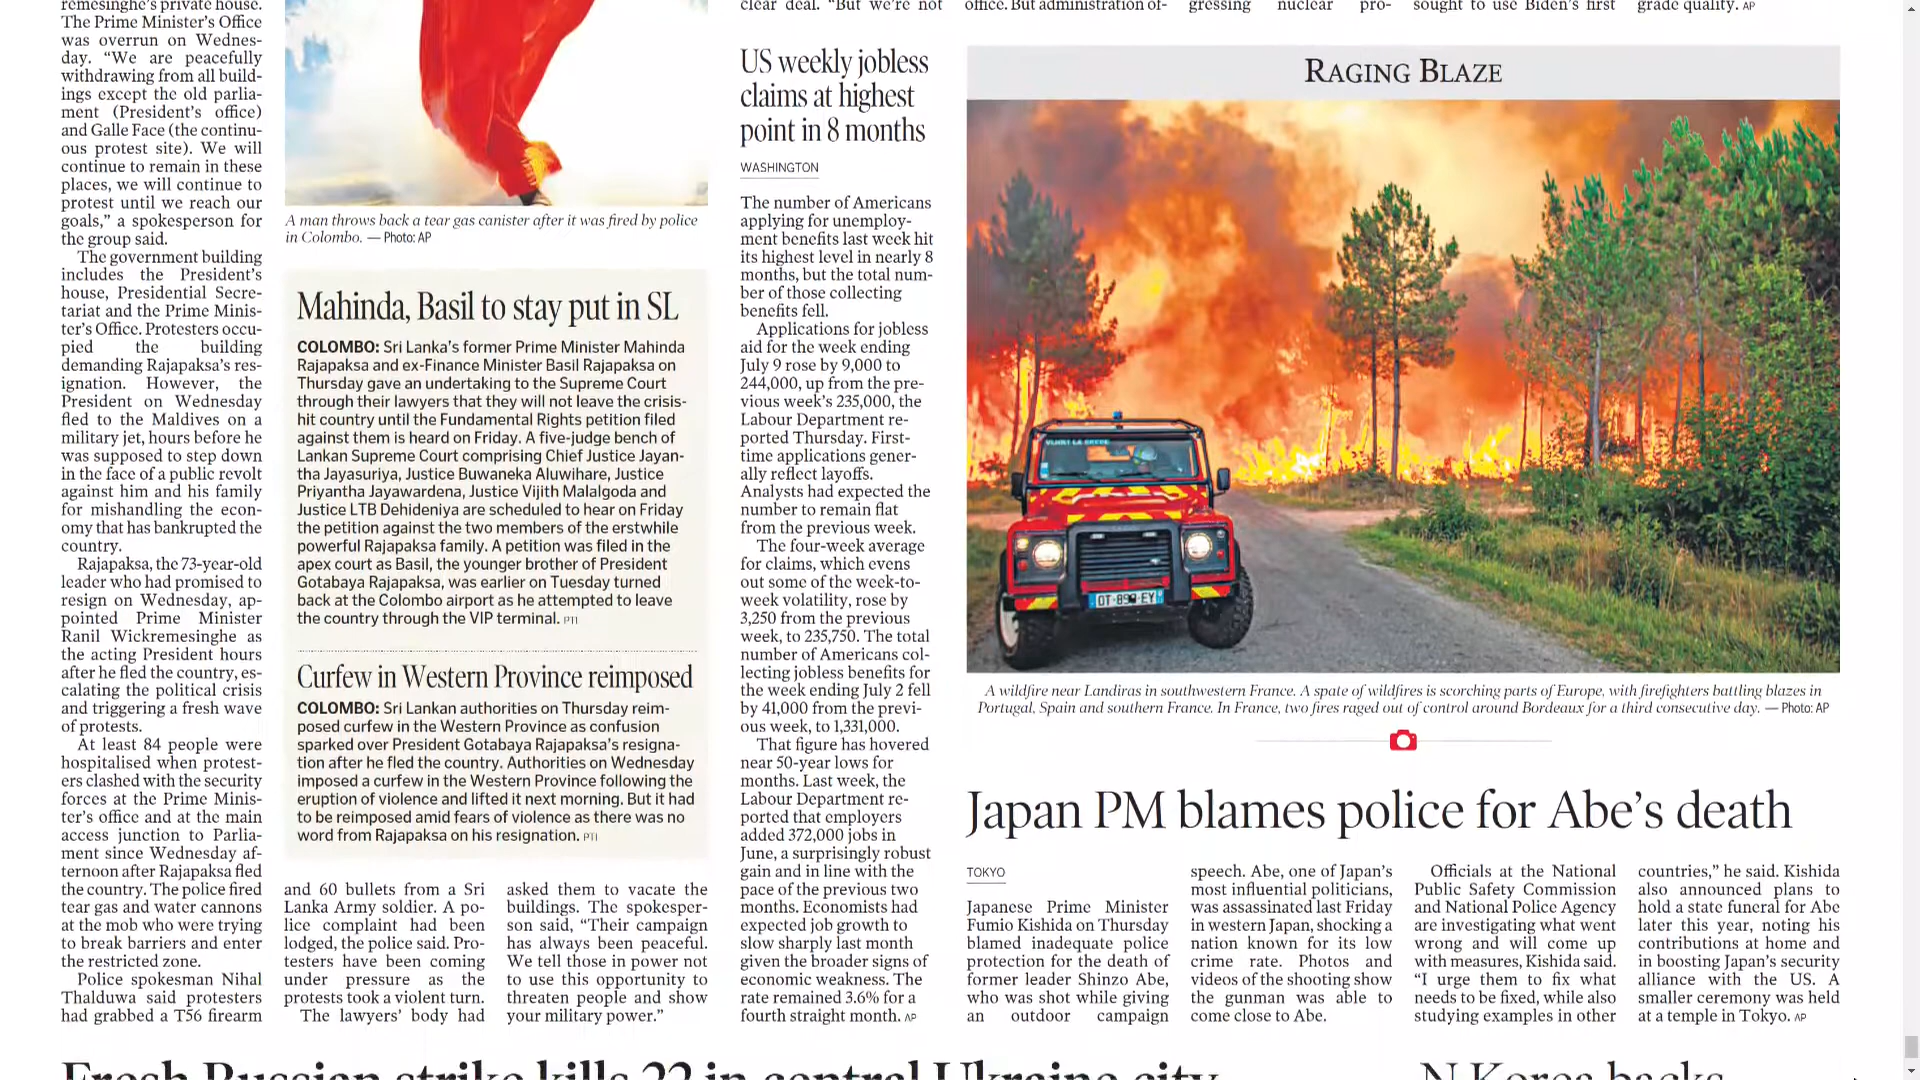 remesinghe's private house.
The Prime Minister's Office
was overrun on Wednes-
day. “We are peacefully
withdrawing from all build-
ings except the old parlia-
ment (President's office)
and Galle Face (the continu-
ous protest site). We will
continue to remain in these
places, we will continue to
protest until we reach our
goals,” a spokesperson for
the group said.
The government building
includes the President's
house, Presidential Secre-
tariat and the Prime Minis-
ter's Office. Protesters occu-
pied the building
demanding Rajapaksa's res-
ignation. However, the
President on Wednesday
fled to the Maldives on a
military jet, hours before he
was supposed to step down
in the face of a public revolt
against him and his family
for mishandling the econ-
omy that has bankrupted the
country.
Rajapaksa, the 73-year-old
leader who had promised to
resign on Wednesday, ap-
pointed Prime Minister
Ranil Wickremesinghe as
the acting President hours
after he fled the country, es-
calating the political crisis
and triggering a fresh wave
of protests.
At least 84 people were
hospitalised when protest-
ers clashed with the security
forces at the Prime Minis-
ter's office and at the main
access junction to Parlia-
ment since Wednesday af-
ternoon after Rajapaksa fled
the country. The police fired
tear gas and water cannons
at the mob who were trying
to break barriers and enter
the restricted zone.
Police spokesman Nihal
Thalduwa said protesters
had grabbed a T56 firearm
A man throws back a tear gas canister after it was fired by police
in Colombo. — Photo: AP
Mahinda, Basil to stay put in SL
COLOMBO: Sri Lanka's former Prime Minister Mahinda
Rajapaksa and ex-Finance Minister Basil Rajapaksa on
Thursday gave an undertaking to the Supreme Court
through their lawyers that they will not leave the crisis-
hit country until the Fundamental Rights petition filed
against them is heard on Friday. A five-judge bench of
Lankan Supreme Court comprising Chief Justice Jayan-
tha Jayasuriya, Justice Buwaneka Aluwihare, Justice
Priyantha Jayawardena, Justice Vijith Malalgoda and
Justice LTB Dehideniya are scheduled to hear on Friday
the petition against the two members of the erstwhile
powerful Rajapaksa family. A petition was filed in the
apex court as Basil, the younger brother of President
Gotabaya Rajapaksa, was earlier on Tuesday turned
back at the Colombo airport as he attempted to leave
the country through the VIP terminal. PTI
Curfew in Western Province reimposed
COLOMBO: Sri Lankan authorities on Thursday reim-
posed curfew in the Western Province as confusion
sparked over President Gotabaya Rajapaksa's resigna-
tion after he fled the country. Authorities on Wednesday
imposed a curfew in the Western Province following the
eruption of violence and lifted it next morning. But it had
to be reimposed amid fears of violence as there was no
word from Rajapaksa on his resignation. PTI
and 60 bullets from a Sri
Lanka Army soldier. A po-
lice complaint had been
lodged, the police said. Pro-
testers have been coming
under pressure as the
protests took a violent turn.
The lawyers' body had
asked them to vacate the
buildings. The spokesper-
son said, “Their campaign
has always been peaceful.
We tell those in power not
to use this opportunity to
threaten people and show
your military power.”
clear deal. “But we're not
office. But administration of-
gressing nuclear pro-
sought to use Biden's first
grade quality. AP
US weekly jobless
claims at highest
point in 8 months
WASHINGTON
The number of Americans
applying for unemploy-
ment benefits last week hit
its highest level in nearly 8
months, but the total num-
ber of those collecting
benefits fell.
Applications for jobless
aid for the week ending
July 9 rose by 9,000 to
244,000, up from the pre-
vious week's 235,000, the
Labour Department re-
ported Thursday. First-
time applications gener-
ally reflect layoffs.
Analysts had expected the
number to remain flat
from the previous week.
The four-week average
for claims, which evens
out some of the week-to-
week volatility, rose by
3,250 from the previous
week, to 235,750. The total
number of Americans col-
lecting jobless benefits for
the week ending July 2 fell
by 41,000 from the previ-
ous week, to 1,331,000.
That figure has hovered
near 50-year lows for
months. Last week, the
Labour Department re-
ported that employers
added 372,000 jobs in
June, a surprisingly robust
gain and in line with the
pace of the previous two
months. Economists had
expected job growth to
slow sharply last month
given the broader signs of
economic weakness. The
rate remained 3.6% for a
fourth straight month. AP
RAGING BLAZE
A wildfire near Landiras in southwestern France. A spate of wildfires is scorching parts of Europe, with firefighters battling blazes in
Portugal, Spain and southern France. In France, two fires raged out of control around Bordeaux for a third consecutive day. — Photo: AP
Japan PM blames police for Abe's death
TOKYO
Japanese Prime Minister
Fumio Kishida on Thursday
blamed inadequate police
protection for the death of
former leader Shinzo Abe,
who was shot while giving
an outdoor campaign
speech. Abe, one of Japan's
most influential politicians,
was assassinated last Friday
in western Japan, shocking a
nation known for its low
crime rate. Photos and
videos of the shooting show
the gunman was able to
come close to Abe.
Officials at the National
Public Safety Commission
and National Police Agency
are investigating what went
wrong and will come up
with measures, Kishida said.
“I urge them to fix what
needs to be fixed, while also
studying examples in other
countries,” he said. Kishida
also announced plans to
hold a state funeral for Abe
later this year, noting his
contributions at home and
in boosting Japan's security
alliance with the US. A
smaller ceremony was held
at a temple in Tokyo. AP
Fresh Russian strike kills 22 in central Ukraine city
N Korea backs